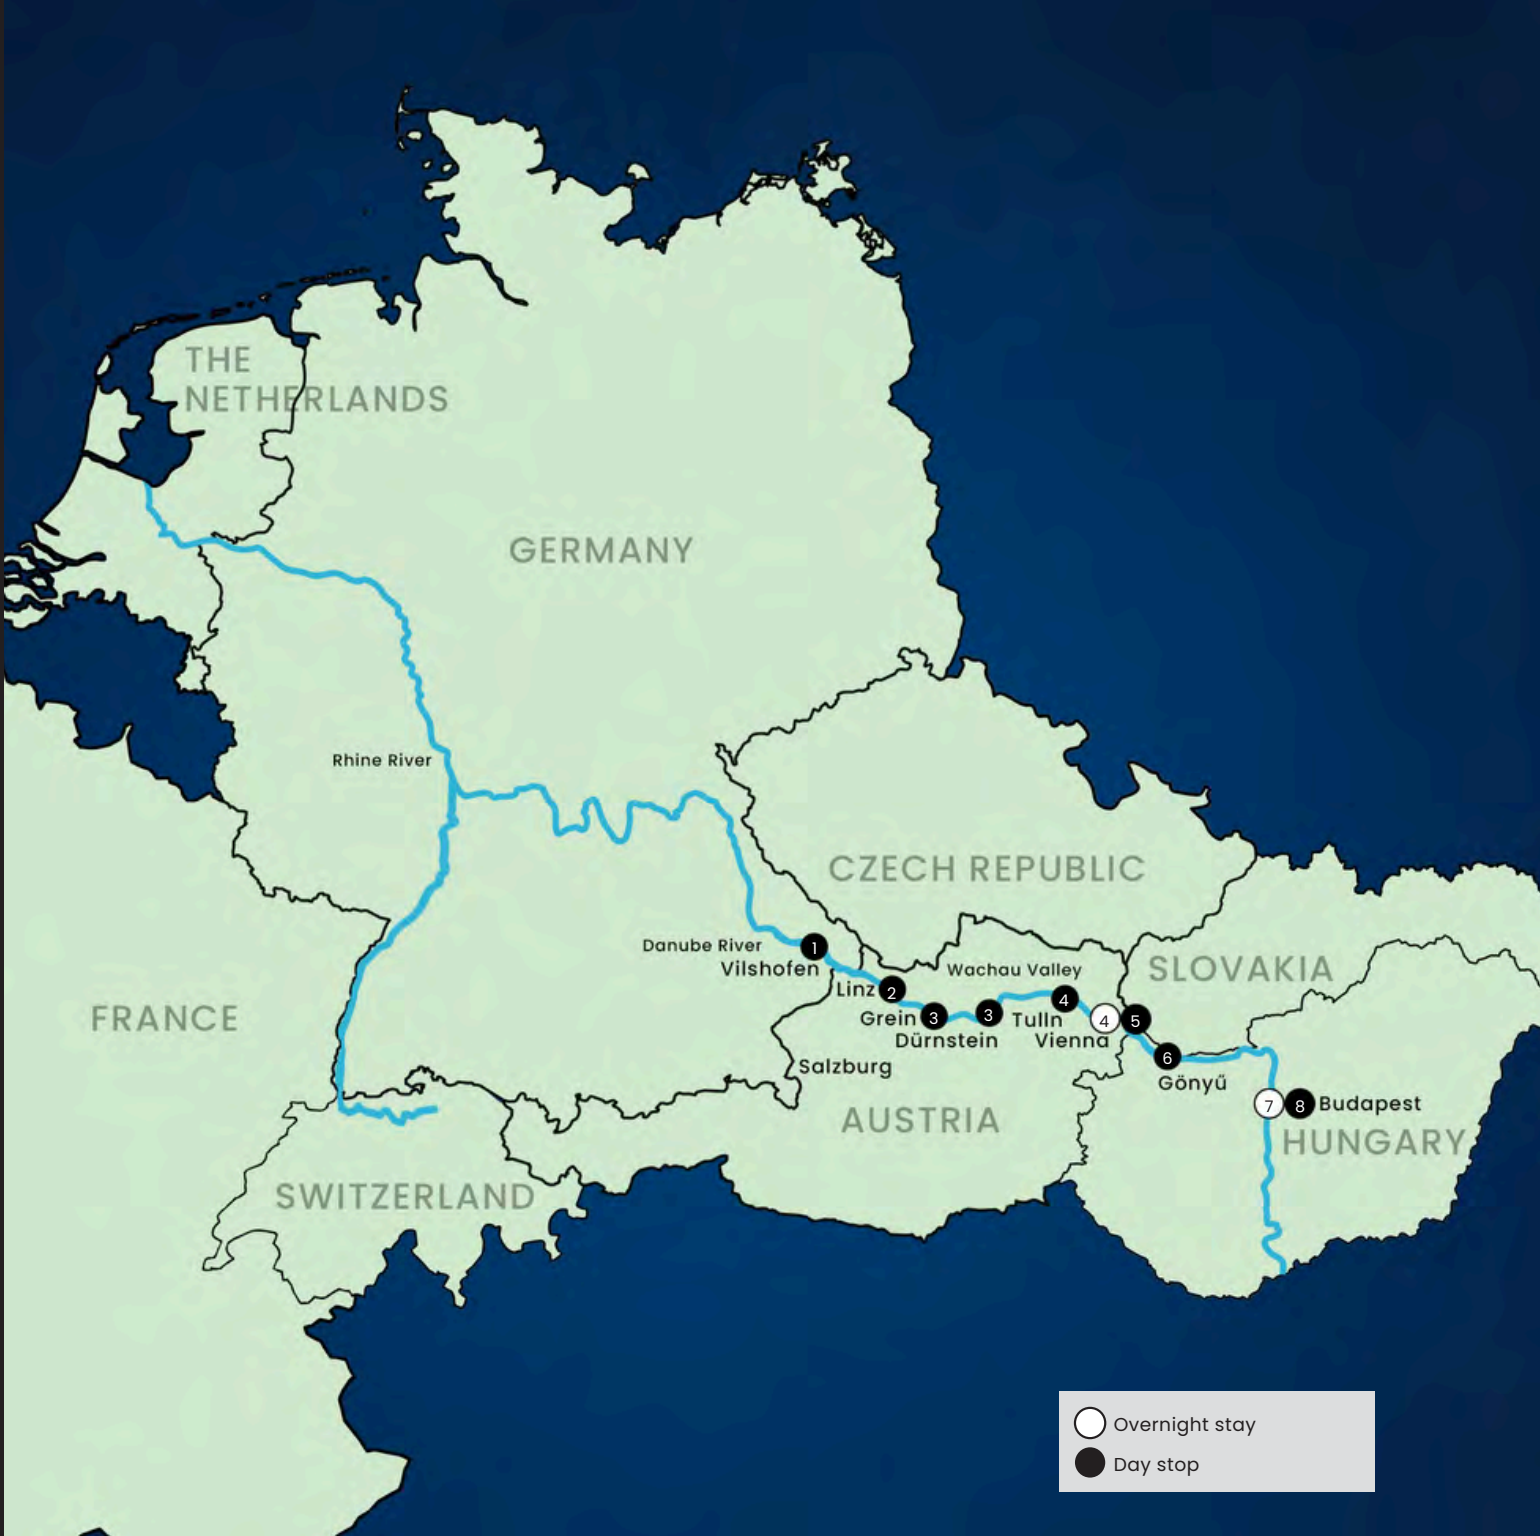 THE
NETHERLANDS
GERMANY
Rhine River
CZECH REPUBLIC
Danube River
1
Vilshofen
Wachau Valley
SLOVAKIA
Linz 2
Grein 3
3
4
Tulln
4
5
Dürnstein
Vienna
6
Gönyű
FRANCE
Salzburg
7
8 Budapest
AUSTRIA
HUNGARY
SWITZERLAND
Overnight stay
Day stop